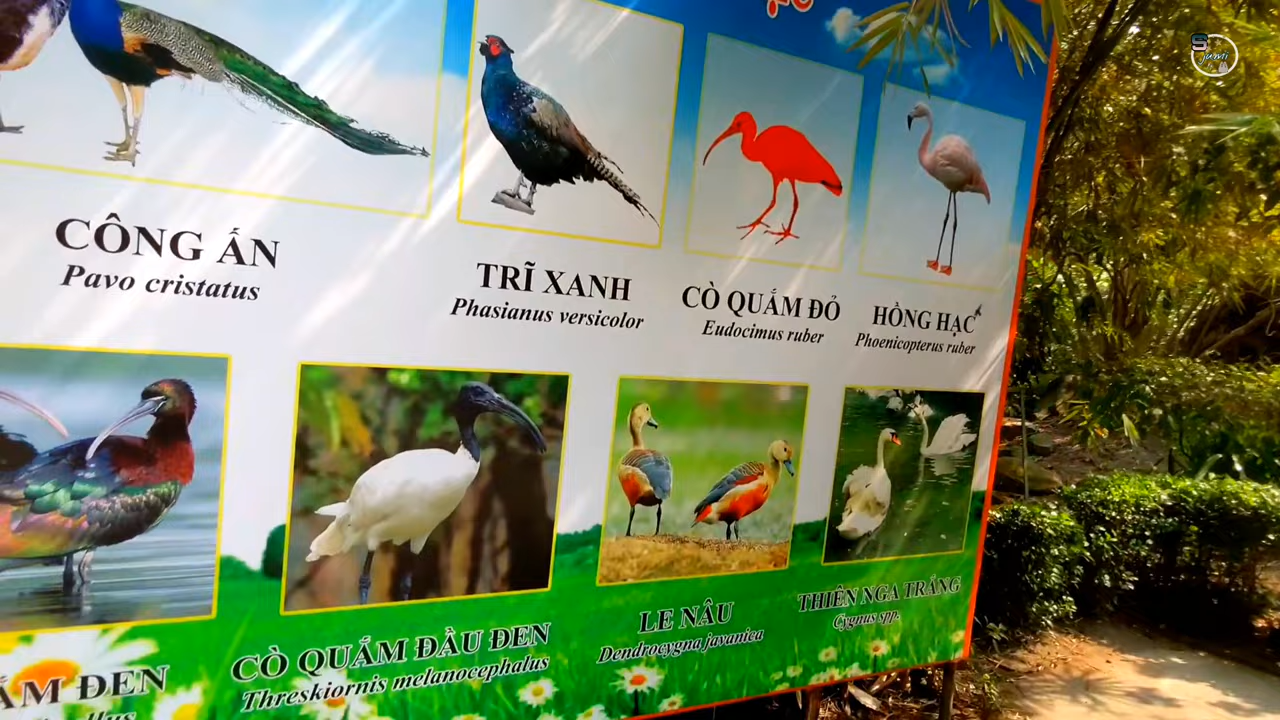 CÔNG ẤN
Pavo cristatus
TRĨ XANH
Phasianus versicolor
CÒ QUẮM ĐỎ
Eudocimus ruber
HỒNG HẠC
Phoenicopterus ruber
ẮM ĐEN
CÒ QUẮM ĐẦU ĐEN
Threskiornis melanocephalus
LE NÂU
Dendrocygna javanica
THIÊN NGA TRẮNG
Cygnus spp.